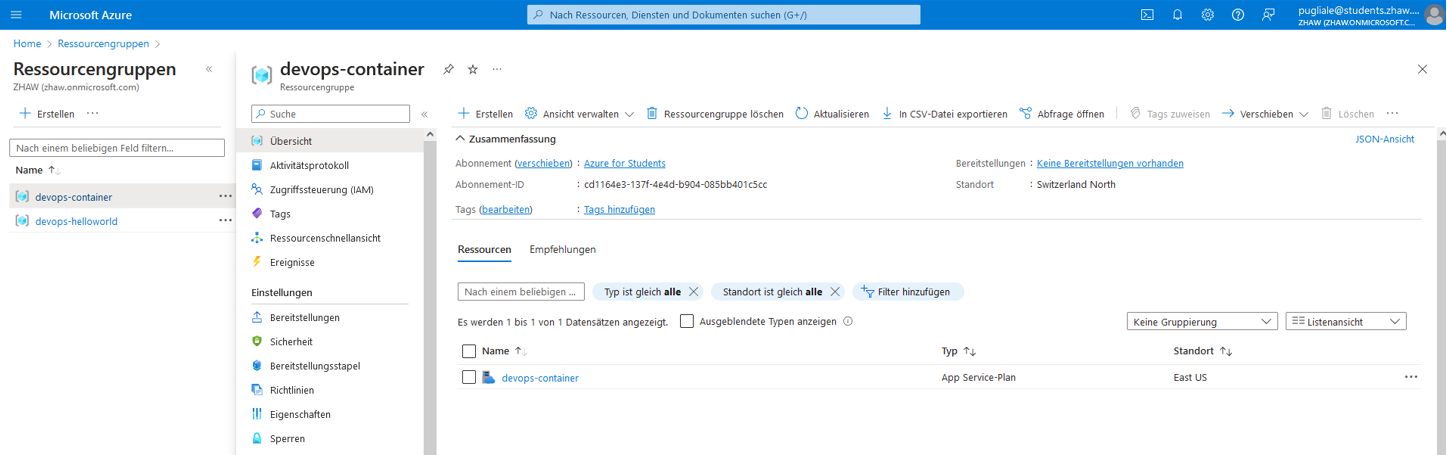 Microsoft Azure
Nach Ressourcen, Diensten und Dokumenten suchen (G+/)
pugliale@students.zhaw....
ZHAW (ZHAW.ONMICROSOFT.C...
Home > Ressourcengruppen >
Ressourcengruppen
ZHAW (zhaw.onmicrosoft.com)
Erstellen
Nach einem beliebigen Feld filtern...
Name
devops-container
devops-helloworld
devops-container
Ressourcengruppe
Suche
Übersicht
Aktivitätsprotokoll
Zugriffssteuerung (IAM)
Tags
Ressourcenschnellansicht
Ereignisse
Einstellungen
Bereitstellungen
Sicherheit
Bereitstellungsstapel
Richtlinien
Eigenschaften
Sperren
Erstellen Ansicht verwalten Ressourcengruppe löschen Aktualisieren In CSV-Datei exportieren Abfrage öffnen Tags zuweisen Verschieben Löschen
Zusammenfassung JSON-Ansicht
Abonnement (verschieben) : Azure for Students Bereitstellungen : Keine Bereitstellungen vorhanden
Abonnement-ID : cd1164e3-137f-4e4d-b904-085bb401c5cc Standort : Switzerland North
Tags (bearbeiten) : Tags hinzufügen
Ressourcen Empfehlungen
Nach einem beliebigen ... Typ ist gleich alle Standort ist gleich alle Filter hinzufügen
Es werden 1 bis 1 von 1 Datensätzen angezeigt. Ausgeblendete Typen anzeigen Keine Gruppierung Listenansicht
Name Typ Standort
devops-container App Service-Plan East US